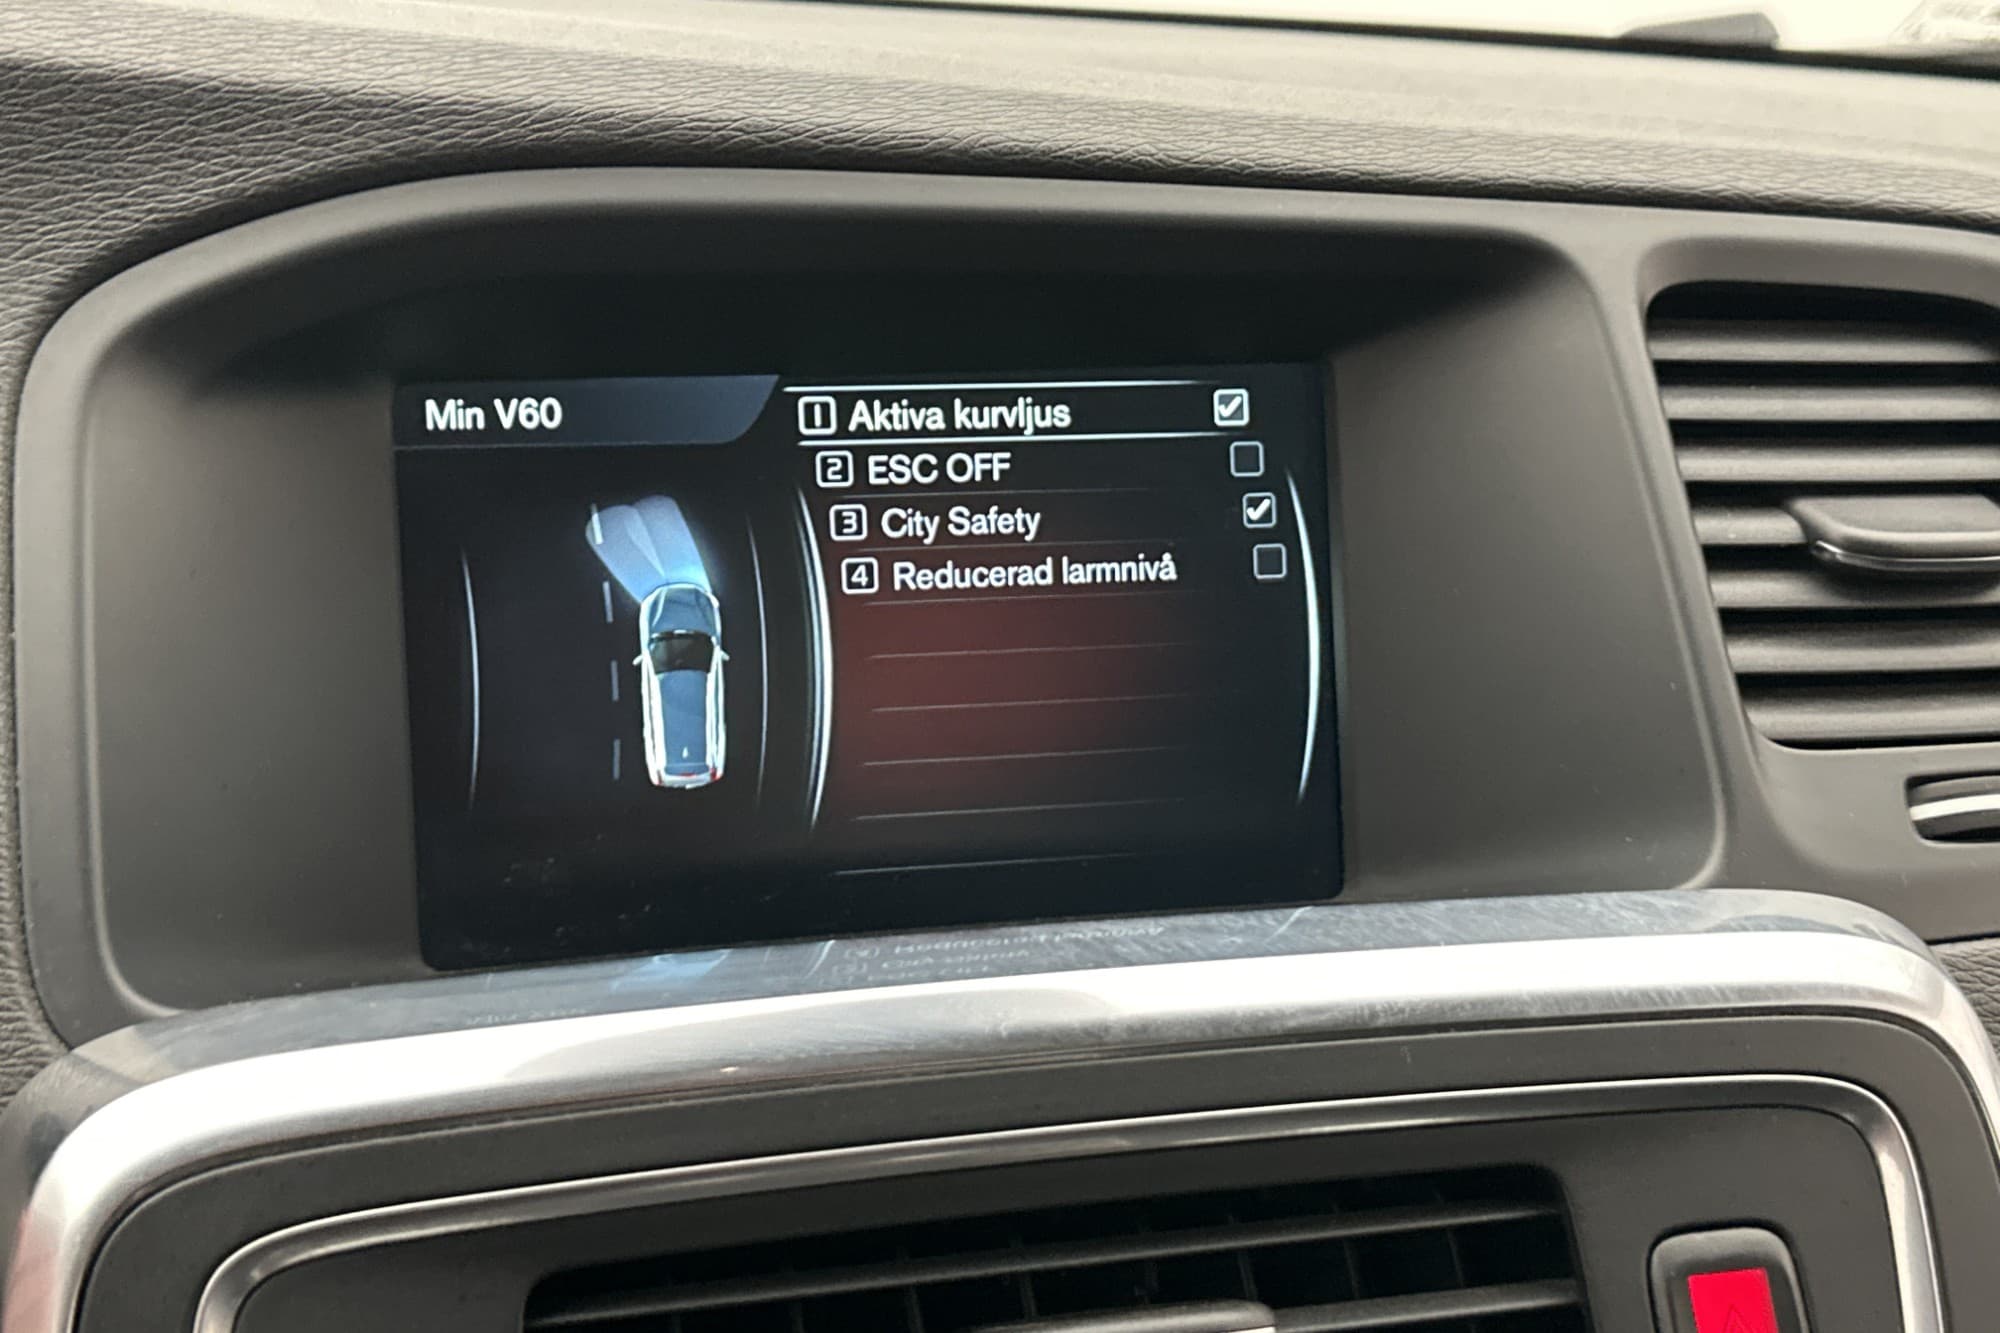 Min V60
1 Aktiva kurvljus
2 ESC OFF
3 City Safety
4 Reducerad larmnivå